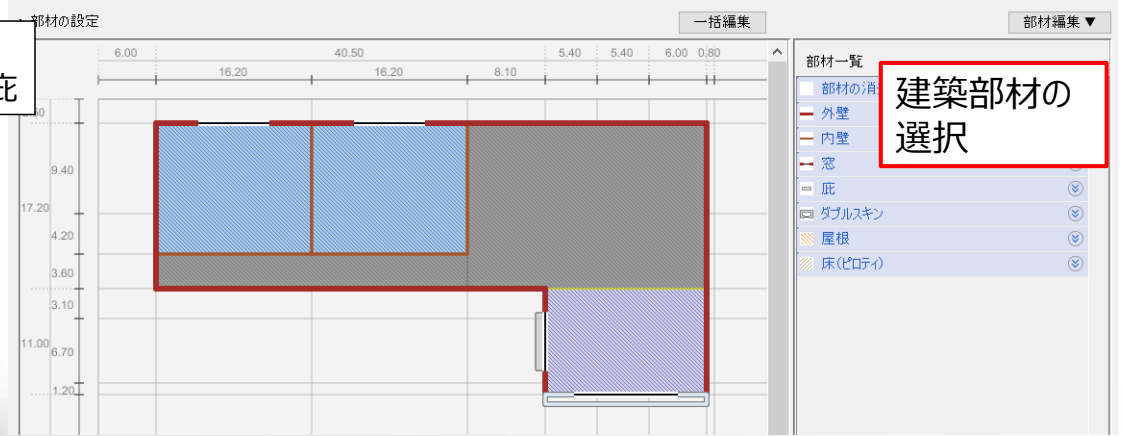 部材の設定
庇
一括編集
部材編集▼
6.00 40.50 5.40 5.40 6.00 0.80
16.20 16.20 8.10
9.40
17.20
4.20
3.60
3.10
11.00
6.70
1.20
部材一覧
部材の消
外壁
内壁
窓
庇
ダブルスキン
屋根
床(ピロティ)
建築部材の
選択